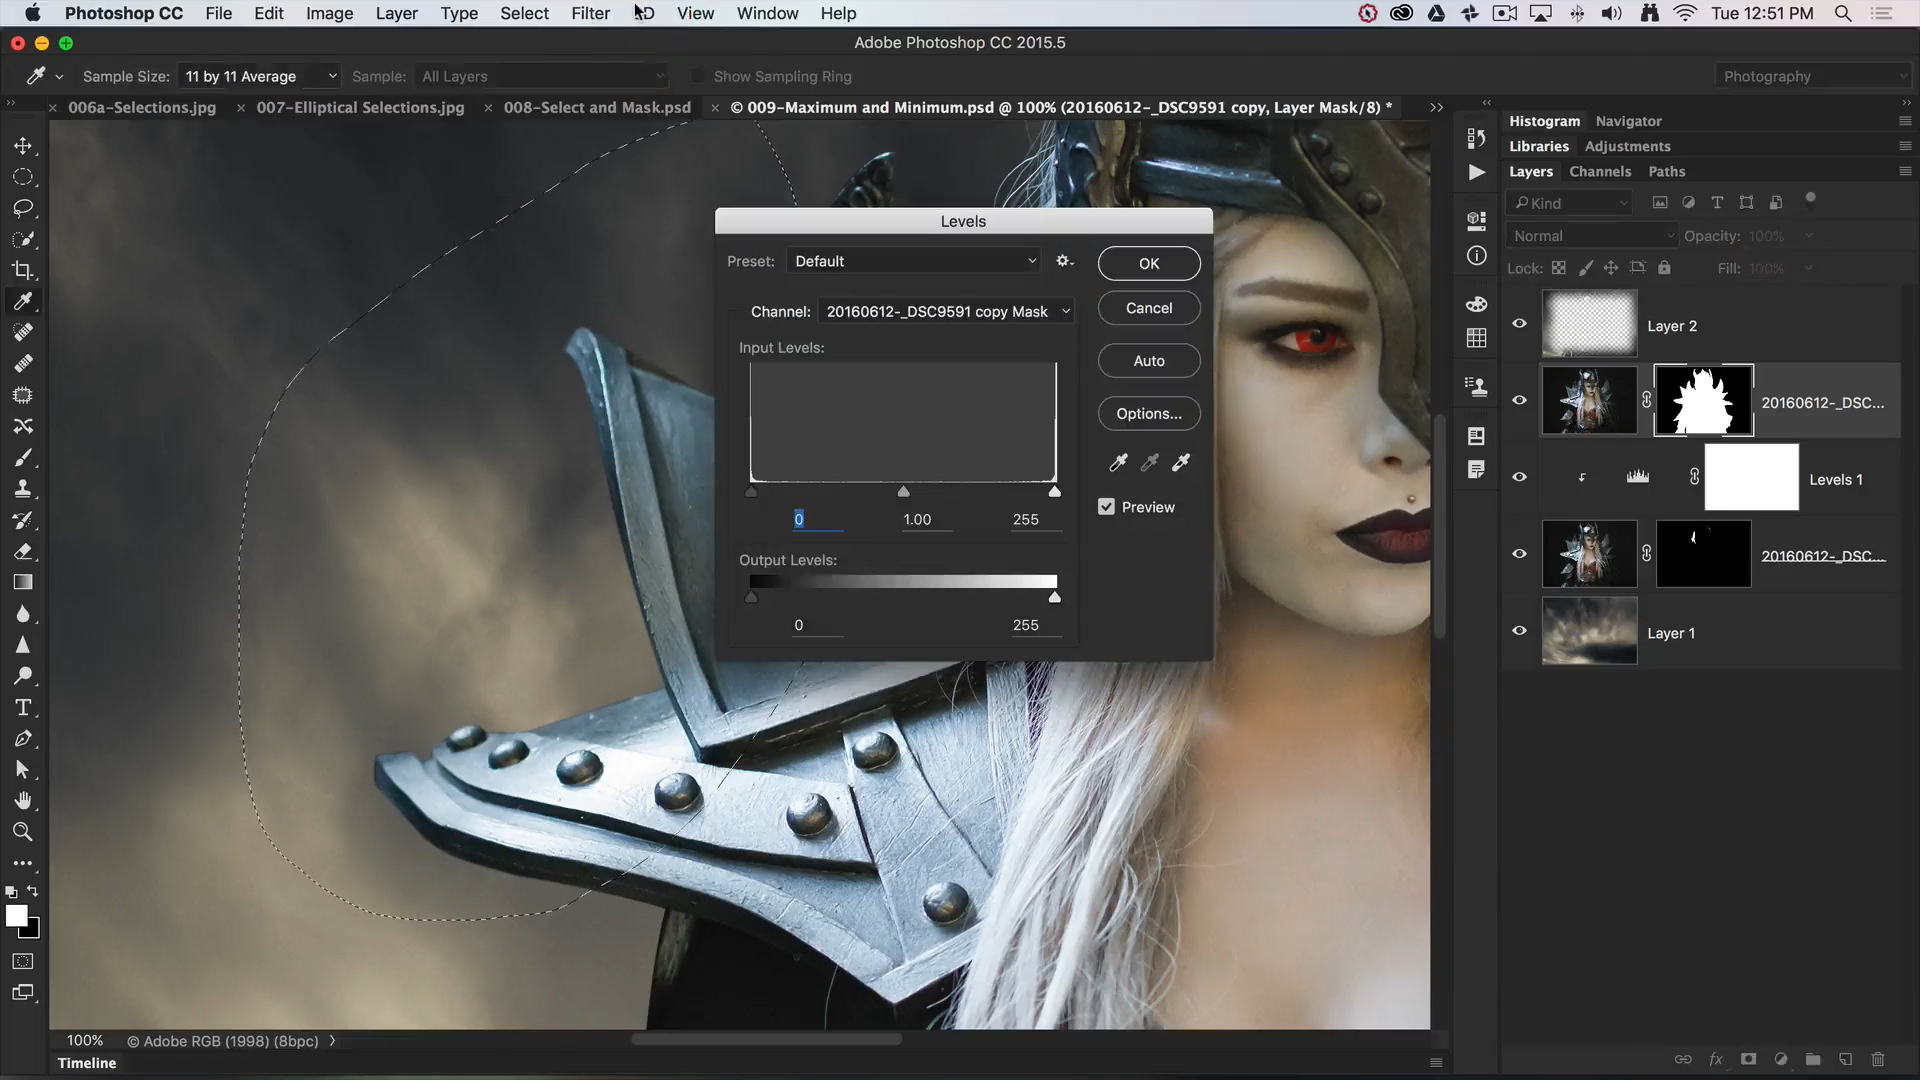 Photoshop CC File Edit Image Layer Type Select Filter 3D View Window Help Tue 12:51 PM
Adobe Photoshop CC 2015.5
Sample Size: 11 by 11 Average Sample: All Layers Show Sampling Ring Photography
006a-Selections.jpg 007-Elliptical Selections.jpg 008-Select and Mask.psd © 009-Maximum and Minimum.psd @ 100% (20160612-_DSC9591 copy, Layer Mask/8) *
Histogram Navigator
Libraries Adjustments
Layers Channels Paths
Kind
Normal Opacity: 100%
Lock: Fill: 100%
Layer 2
20160612-_DSC...
Levels 1
20160612-_DSC...
Layer 1
Levels
Preset: Default
OK
Channel: 20160612-_DSC9591 copy Mask
Cancel
Input Levels:
Auto
Options...
Preview
0 1.00 255
Output Levels:
0 255
100% © Adobe RGB (1998) (8bpc)
Timeline